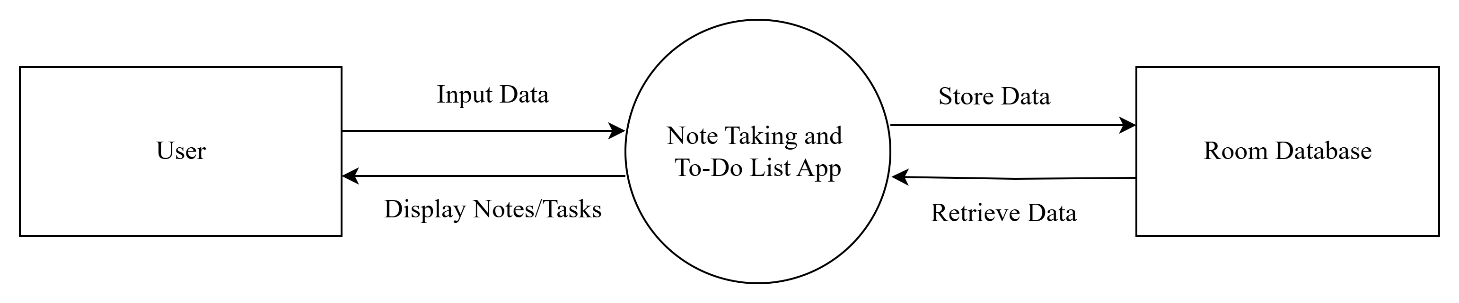 User
Input Data
Display Notes/Tasks
Note Taking and
To-Do List App
Store Data
Retrieve Data
Room Database